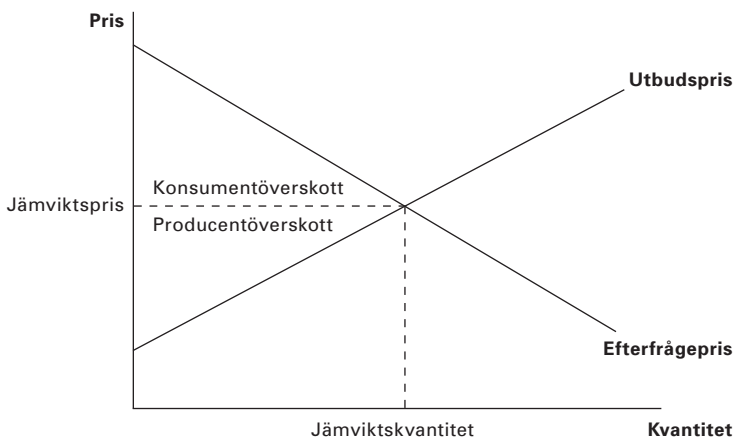 Pris
Utbudspris
Konsumentöverskott
Jämviktspris
Producentöverskott
Efterfrågepris
Jämviktskvantitet
Kvantitet